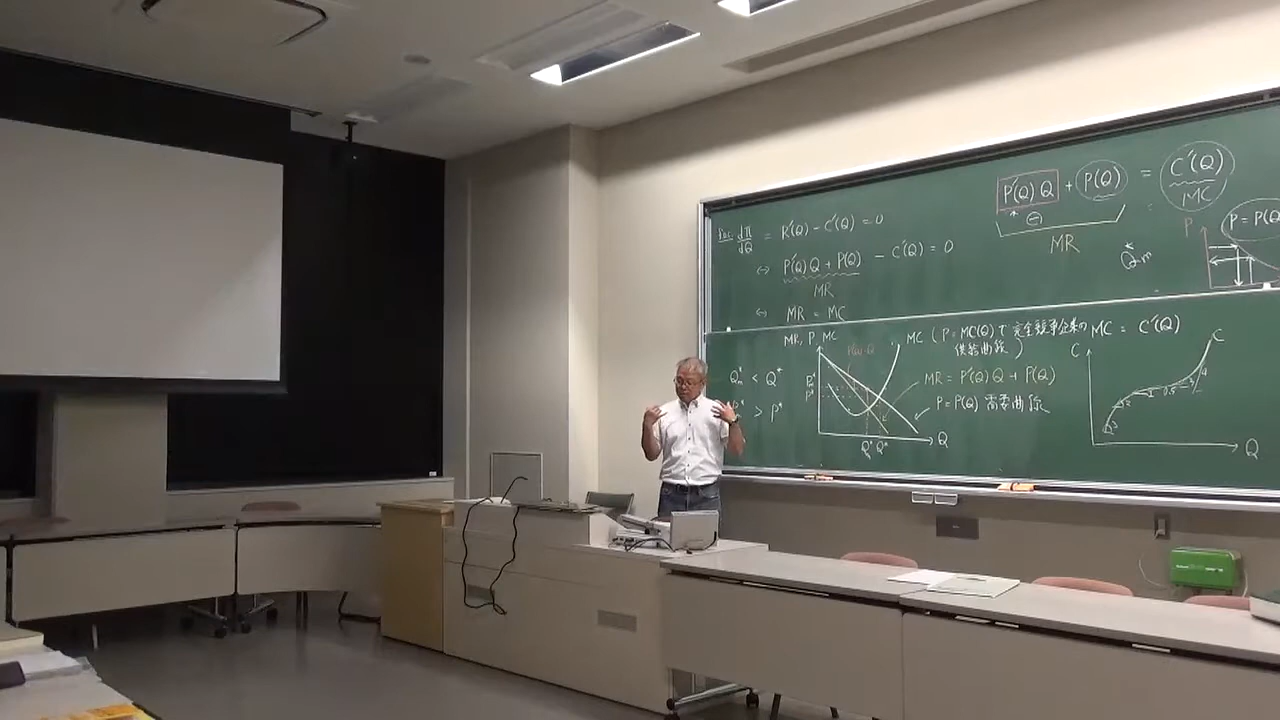 dπ/dQ = R'(Q) - C'(Q) = 0
⇔ P'(Q)Q + P(Q) - C'(Q) = 0
MR
⇔ MR = MC
P'(Q)Q + P(Q) = C'(Q)
⊖
MR
MC
Q*m
P
P = P(Q
MR, P, MC
MC ( P = MC(Q) で 完全競争企業の
供給曲線 )
MR = P'(Q)Q + P(Q)
P = P(Q) 需要曲線
Q
Q*m < Q*
> P*
MC = C'(Q)
C
C
Q